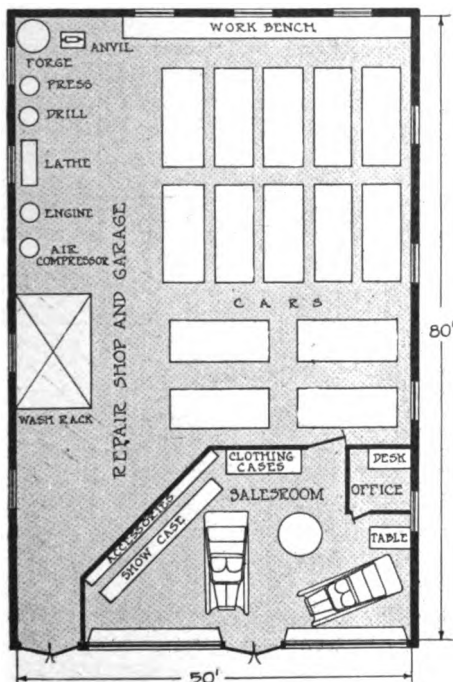 WORK BENCH
ANVIL
FORGE
PRESS
DRILL
LATHE
ENGINE
AIR
COMPRESSOR
REPAIR SHOP AND GARAGE
CARS
80'
WASH RACK
CLOTHING
CASES
DESK
SALESROOM
OFFICE
ACCESSORIES
SHOW CASE
TABLE
50'